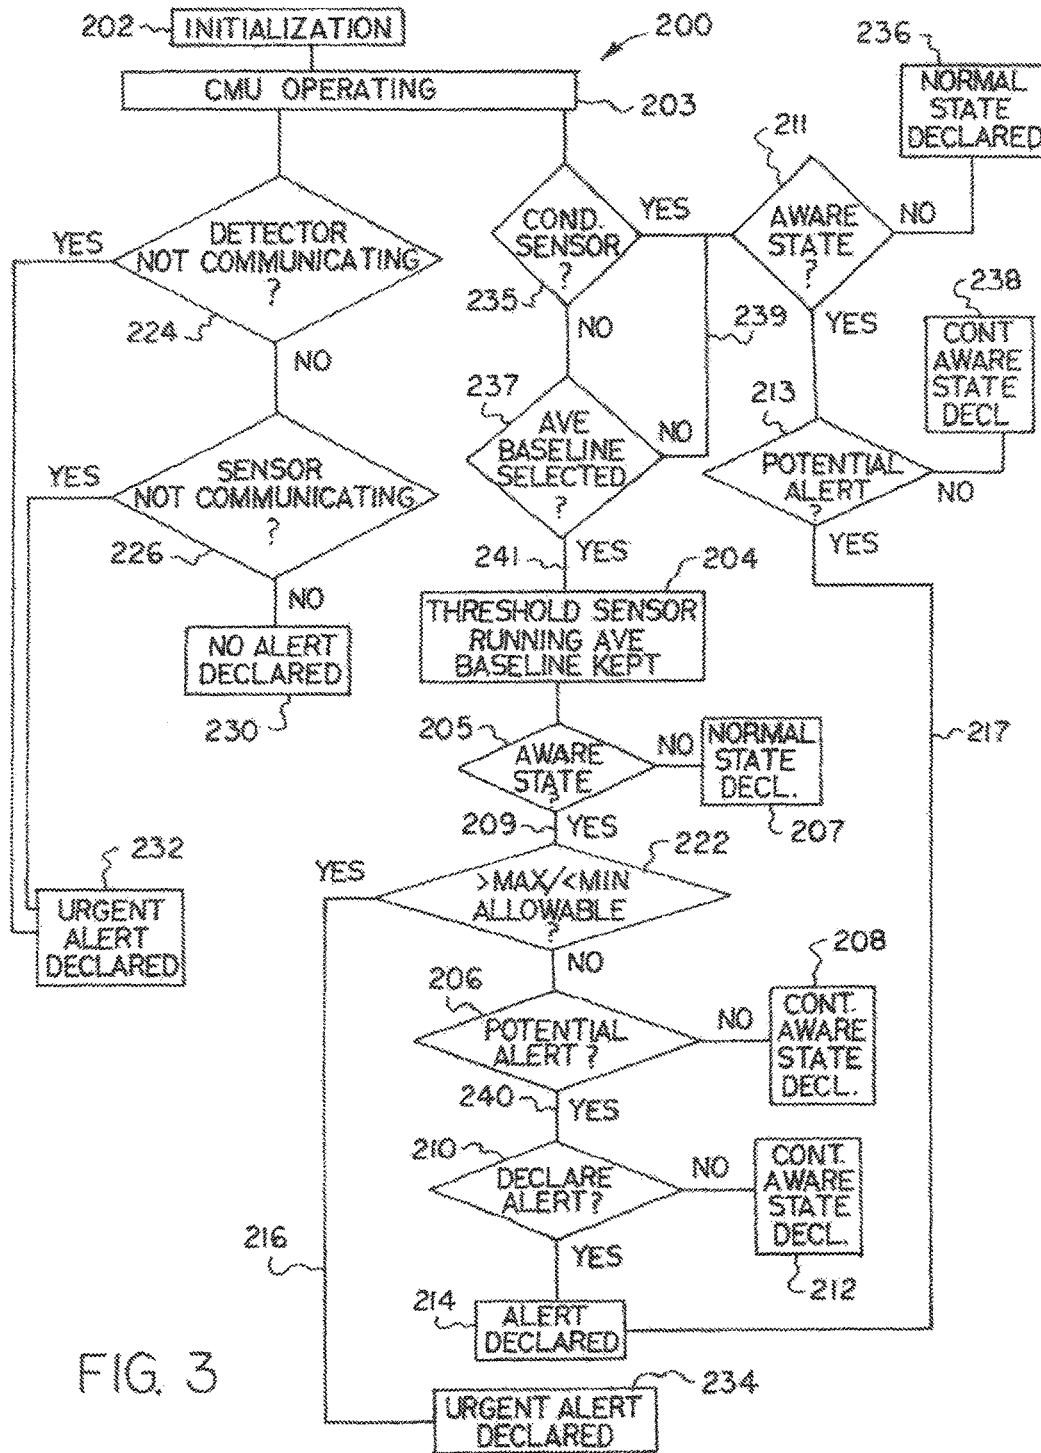 202
INITIALIZATION
200
CMU OPERATING
203
236
NORMAL
STATE
DECLARED
211
YES
DETECTOR
NOT COMMUNICATING
?
224
NO
COND.
SENSOR
?
235
YES
NO
AWARE
STATE
?
NO
YES
239
238
CONT
AWARE
STATE
DECL
237
AVE
BASELINE
SELECTED
?
NO
YES
241
213
POTENTIAL
ALERT
?
NO
YES
YES
SENSOR
NOT COMMUNICATING
?
226
NO
NO ALERT
DECLARED
230
204
THRESHOLD SENSOR
RUNNING AVE
BASELINE KEPT
205
AWARE
STATE
?
NO
NORMAL
STATE
DECL.
207
217
209
YES
232
URGENT
ALERT
DECLARED
YES
>MAX/<MIN
ALLOWABLE
?
222
NO
206
POTENTIAL
ALERT ?
NO
208
CONT.
AWARE
STATE
DECL.
240
YES
210
DECLARE
ALERT?
NO
CONT.
AWARE
STATE
DECL.
212
216
YES
214
ALERT
DECLARED
FIG. 3
234
URGENT ALERT
DECLARED